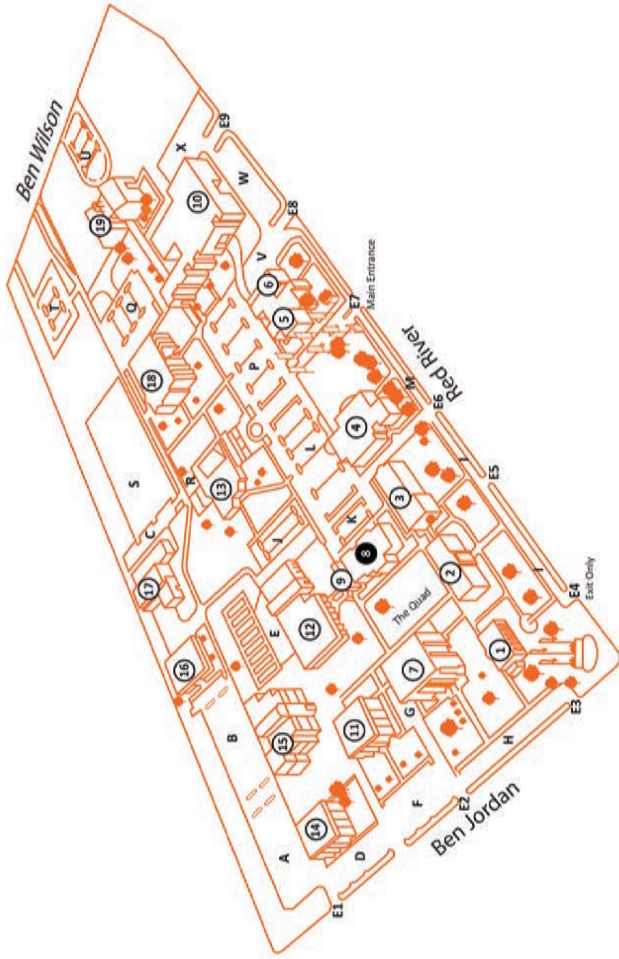 Ben Wilson
U
T
X
E9
19
10
W
Q
E8
V
6
18
Main Entrance
E7
5
P
S
Red River
R
M
4
E6
13
L
C
I
3
E5
17
J
K
8
9
2
I
E4
Exit Only
The Quad
E
12
16
1
7
G
E3
B
15
11
H
F
E2
Ben Jordan
14
A
D
E1